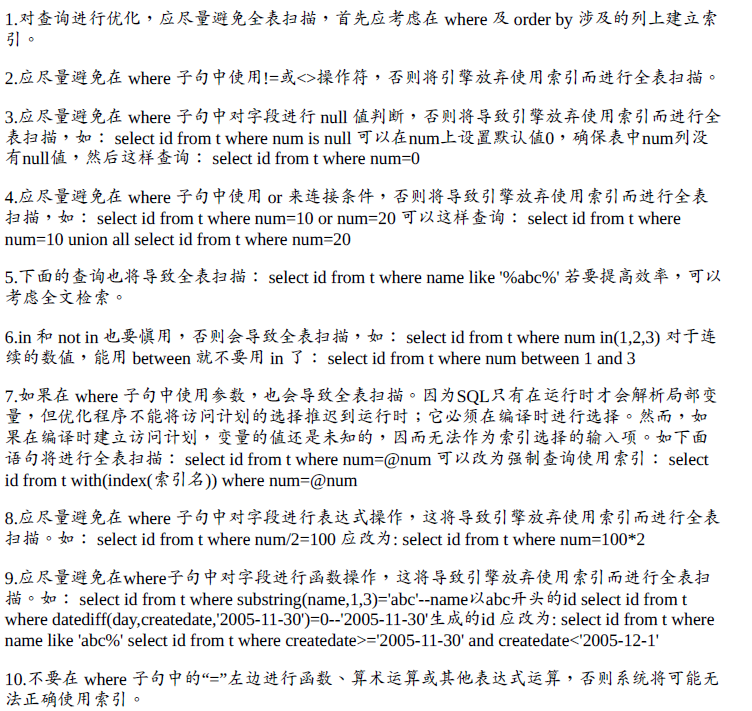 1.对查询进行优化，应尽量避免全表扫描，首先应考虑在 where 及 order by 涉及的列上建立索
引。
2.应尽量避免在 where 子句中使用!=或<>操作符，否则将引擎放弃使用索引而进行全表扫描。
3.应尽量避免在 where 子句中对字段进行 null 值判断，否则将导致引擎放弃使用索引而进行全
表扫描，如： select id from t where num is null 可以在num上设置默认值0，确保表中num列没
有null值，然后这样查询： select id from t where num=0
4.应尽量避免在 where 子句中使用 or 来连接条件，否则将导致引擎放弃使用索引而进行全表
扫描，如： select id from t where num=10 or num=20 可以这样查询： select id from t where
num=10 union all select id from t where num=20
5.下面的查询也将导致全表扫描： select id from t where name like '%abc%' 若要提高效率，可以
考虑全文检索。
6.in 和 not in 也要慎用，否则会导致全表扫描，如： select id from t where num in(1,2,3) 对于连
续的数值，能用 between 就不要用 in 了： select id from t where num between 1 and 3
7.如果在 where 子句中使用参数，也会导致全表扫描。因为SQL只有在运行时才会解析局部变
量，但优化程序不能将访问计划的选择推迟到运行时；它必须在编译时进行选择。然而，如
果在编译时建立访问计划，变量的值还是未知的，因而无法作为索引选择的输入项。如下面
语句将进行全表扫描： select id from t where num=@num 可以改为强制查询使用索引： select
id from t with(index(索引名)) where num=@num
8.应尽量避免在 where 子句中对字段进行表达式操作，这将导致引擎放弃使用索引而进行全表
扫描。如： select id from t where num/2=100 应改为: select id from t where num=100*2
9.应尽量避免在where子句中对字段进行函数操作，这将导致引擎放弃使用索引而进行全表扫
描。如： select id from t where substring(name,1,3)='abc'--name以abc开头的id select id from t
where datediff(day,createdate,'2005-11-30')=0--'2005-11-30'生成的id 应改为: select id from t where
name like 'abc%' select id from t where createdate>='2005-11-30' and createdate<'2005-12-1'
10.不要在 where 子句中的“=”左边进行函数、算术运算或其他表达式运算，否则系统将可能无
法正确使用索引。